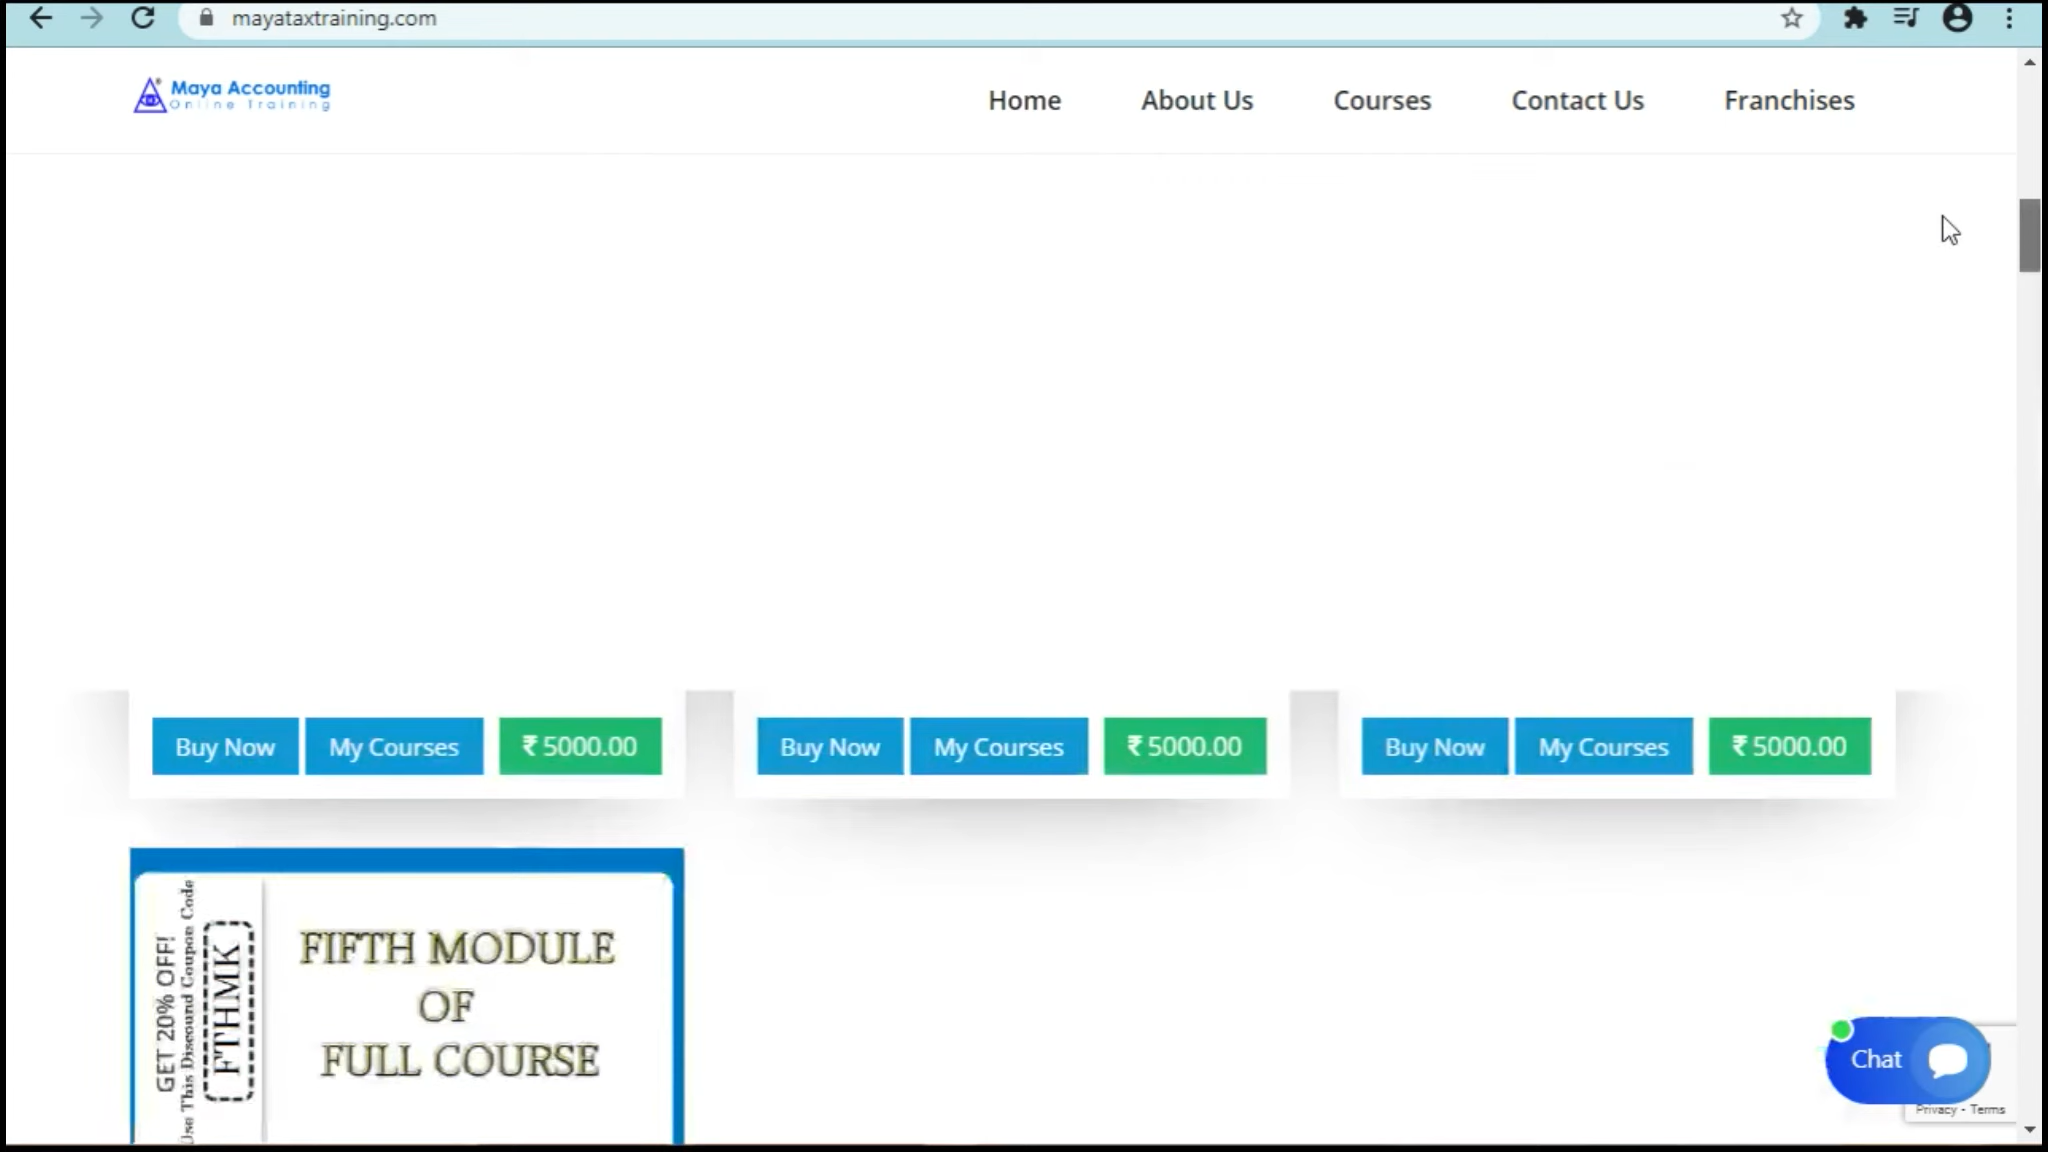 mayataxtraining.com
Maya Accounting
Online Training
Home
About Us
Courses
Contact Us
Franchises
Buy Now
My Courses
₹ 5000.00
Buy Now
My Courses
₹ 5000.00
Buy Now
My Courses
₹ 5000.00
GET 20% OFF!
Use This Discound Coupon Code
FTHMK
FIFTH MODULE
OF
FULL COURSE
Chat
Privacy - Terms